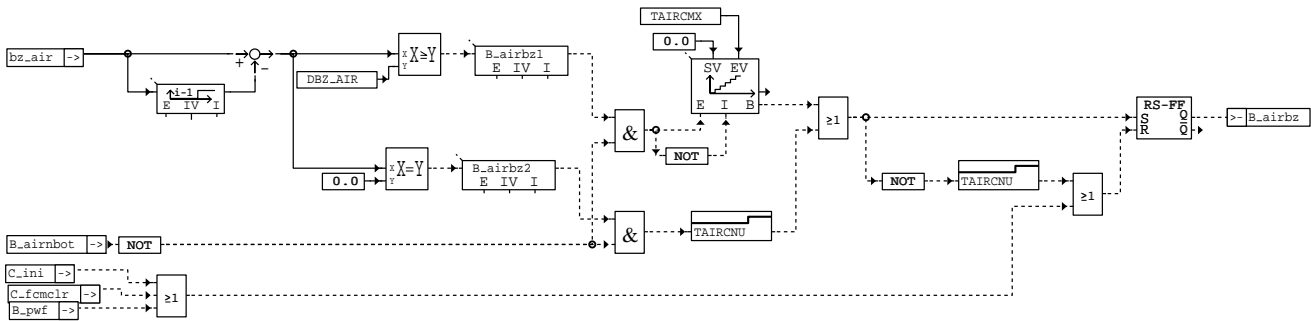 TAIRCMX
0.0
SV EV
E I B
bz_air ->
+ −
i-1
E IV I
DBZ_AIR
X
Y
X≥Y
B_airbz1
E IV I
&
NOT
≥1
RS-FF
S Q
R Q
>- B_airbz
0.0
X
Y
X=Y
B_airbz2
E IV I
NOT
TAIRCNU
≥1
&
TAIRCNU
B_airnbot ->
NOT
C_ini ->
C_fcmclr ->
B_pwf ->
≥1